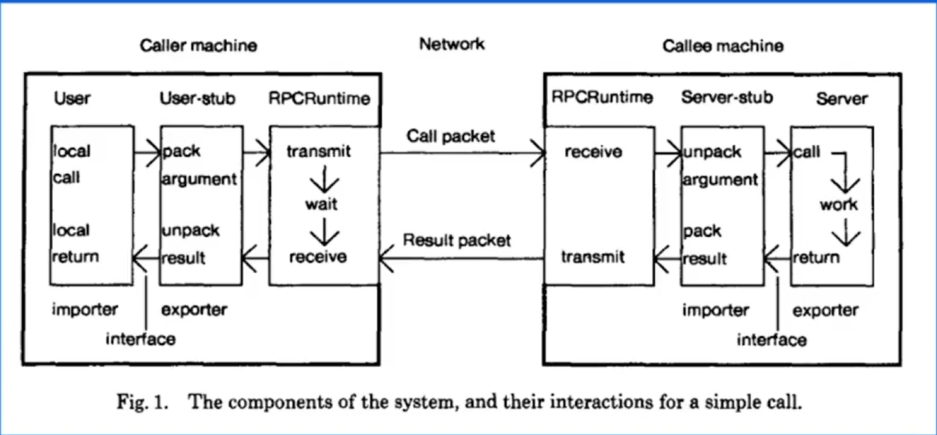 Caller machine
Network
Callee machine
User
User-stub
RPCRuntime
RPCRuntime
Server-stub
Server
local
call
pack
argument
transmit
wait
Call packet
receive
unpack
argument
call
work
local
return
unpack
result
receive
Result packet
transmit
pack
result
return
importer
exporter
interface
importer
exporter
interface
Fig. 1. The components of the system, and their interactions for a simple call.